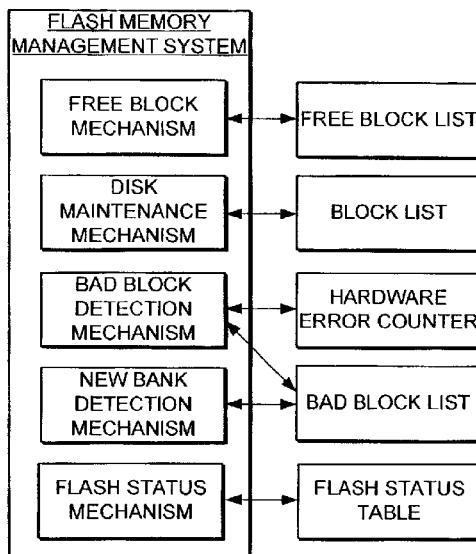 FLASH MEMORY
MANAGEMENT SYSTEM
FREE BLOCK
MECHANISM
FREE BLOCK LIST
DISK
MAINTENANCE
MECHANISM
BLOCK LIST
BAD BLOCK
DETECTION
MECHANISM
HARDWARE
ERROR COUNTER
NEW BANK
DETECTION
MECHANISM
BAD BLOCK LIST
FLASH STATUS
MECHANISM
FLASH STATUS
TABLE